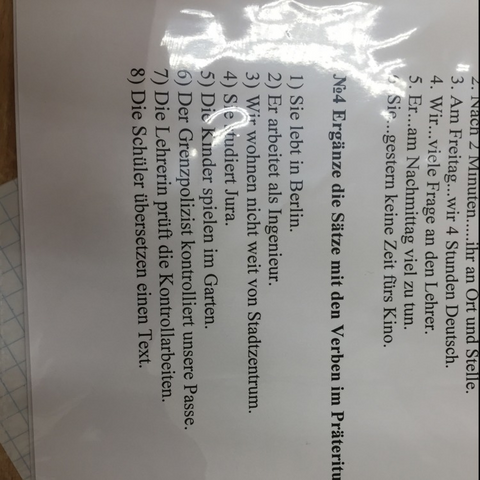 2. Nach 2 Minuten.....ihr an Ort und Stelle.
3. Am Freitag...wir 4 Stunden Deutsch.
4. Wir...viele Frage an den Lehrer.
5. Er...am Nachmittag viel zu tun.
Sie...gestern keine Zeit fürs Kino.
№4 Ergänze die Sätze mit den Verben im Präteritu
1) Sie lebt in Berlin.
2) Er arbeitet als Ingenieur.
3) Wir wohnen nicht weit von Stadtzentrum.
4) Sie studiert Jura.
5) Die Kinder spielen im Garten.
6) Der Grenzpolizist kontrolliert unsere Passe.
7) Die Lehrerin prüft die Kontrollarbeiten.
8) Die Schüler übersetzen einen Text.